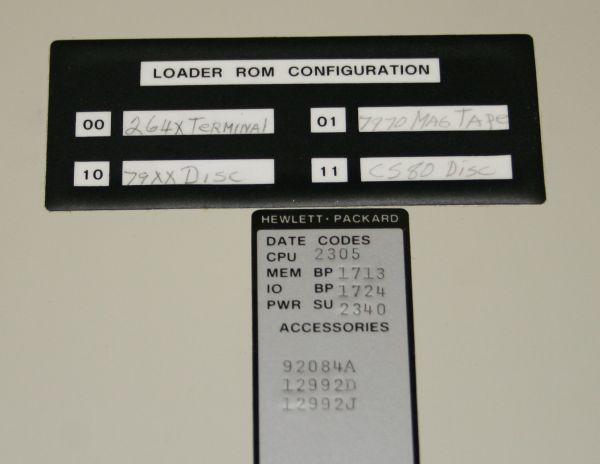 LOADER ROM CONFIGURATION
00 264X TERMINAL 01 7970 MAG TAPE
10 79XX DISC 11 CS80 DISC
HEWLETT·PACKARD
DATE CODES
CPU 2305
MEM BP 1713
IO BP 1724
PWR SU 2340
ACCESSORIES
92084A
12992D
12992J